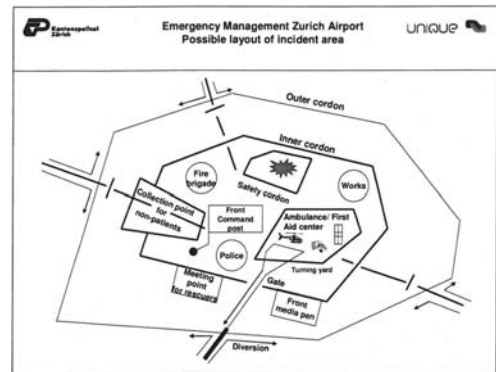 Kantonsspital
Zürich
Emergency Management Zurich Airport
Possible layout of incident area
UNIQUE
Outer cordon
Inner cordon
Fire
brigade
Safety cordon
Works
Collection point
for
non-patients
Front
Command
post
Ambulance/ First
Aid center
Police
Turning yard
Meeting
point
for rescuers
Gate
Front
media pen
Diversion